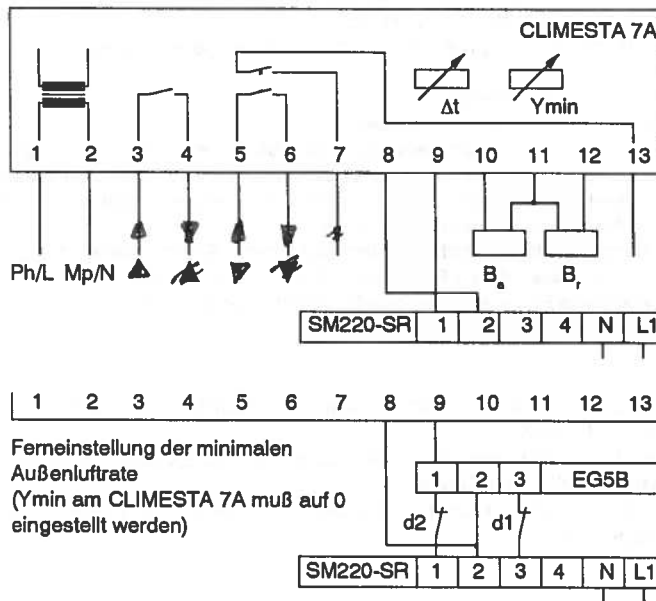 CLIMESTA 7A
Δt Ymin
1 2 3 4 5 6 7 8 9 10 11 12 13
Ph/L Mp/N
Ba Br
SM220-SR 1 2 3 4 N L1
1 2 3 4 5 6 7 8 9 10 11 12 13
Ferneinstellung der minimalen
Außenluftrate
(Ymin am CLIMESTA 7A muß auf 0
eingestellt werden)
1 2 3 EG5B
d2 d1
SM220-SR 1 2 3 4 N L1